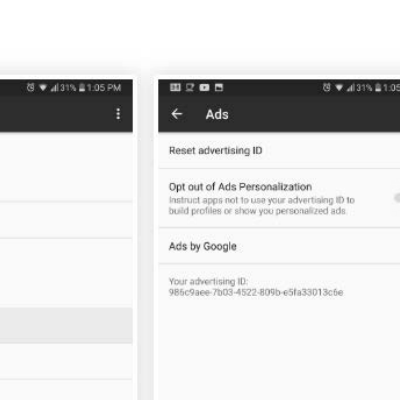 31% 1:05 PM
31% 1:05
Ads
Reset advertising ID
Opt out of Ads Personalization
Instruct apps not to use your advertising ID to
build profiles or show you personalized ads.
Ads by Google
Your advertising ID:
986c9aee-7b03-4522-809b-e5fa33013c6e